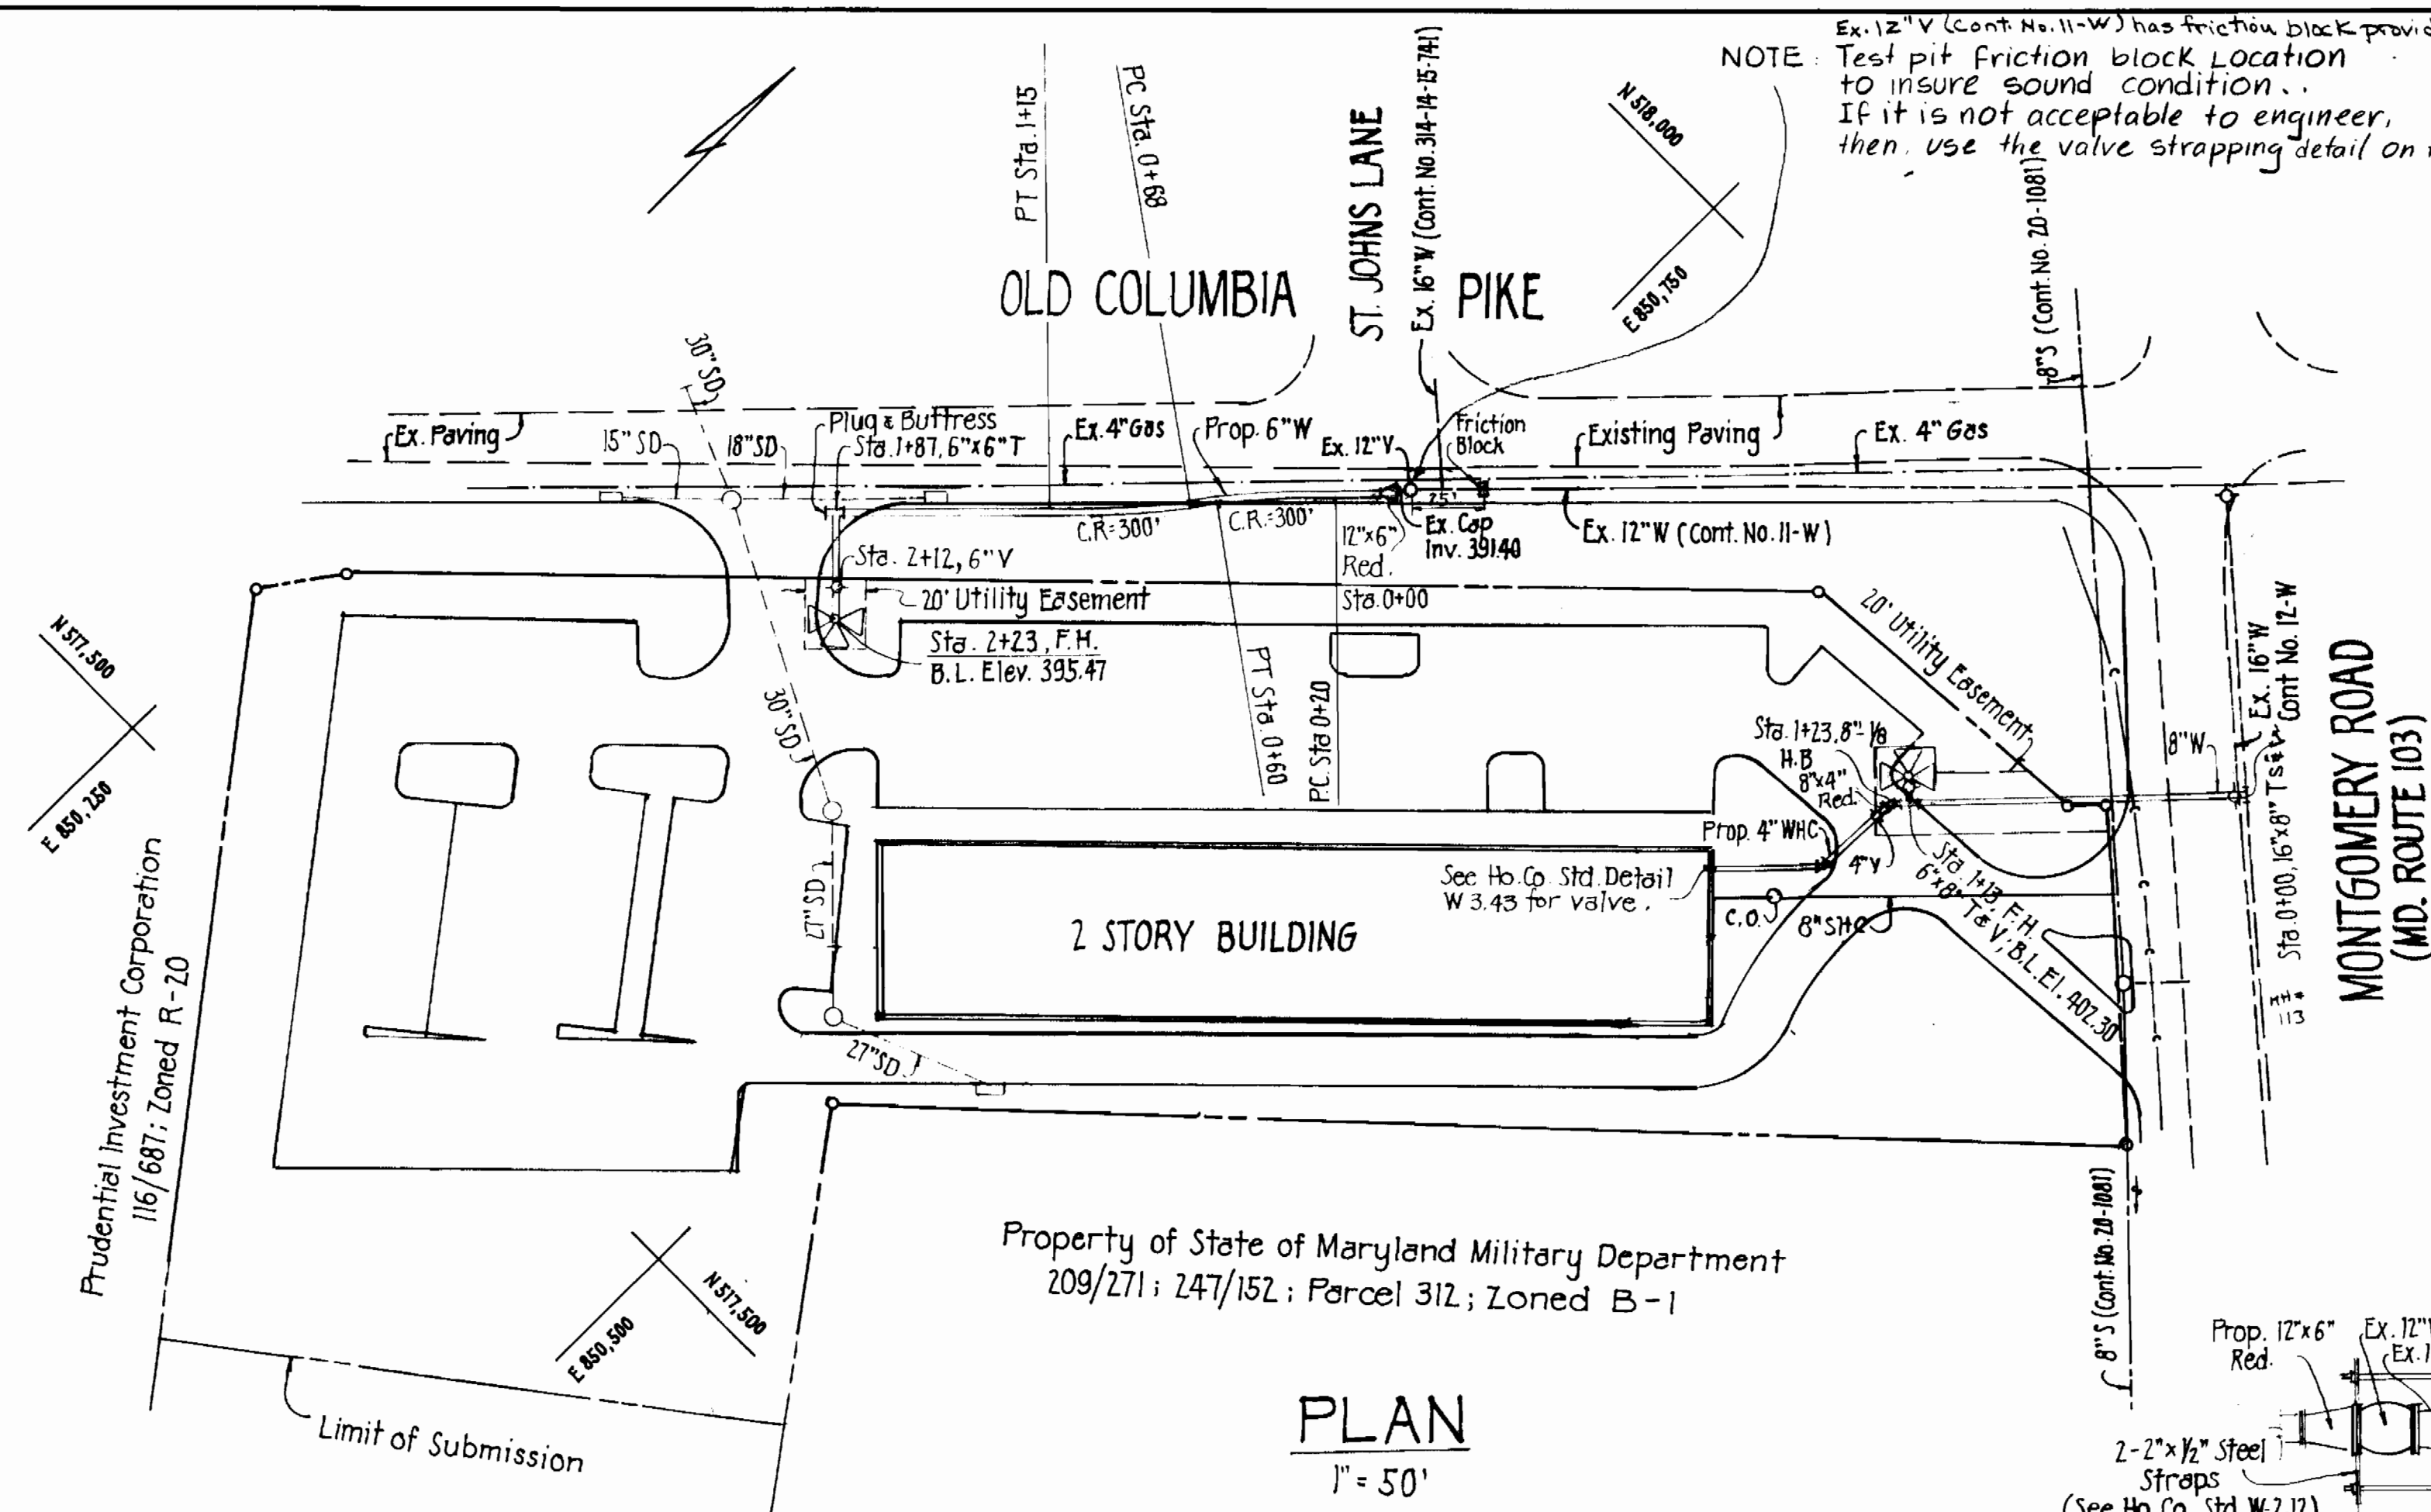 Ex. 12"V (Cont. No. 11-W) has friction block
NOTE: Test pit friction block Location
to insure sound condition..
If it is not acceptable to engineer,
then, use the valve strapping detail on
PT Sta. 1+15
PC Sta. 0+68
ST. JOHNS LANE
Ex. 16"W (Cont. No. 314-14-15-741)
N 518,000
E 850,750
8"S (Cont. No. 20-1081)
OLD COLUMBIA PIKE
30"SD
Ex. Paving
15" SD
18"SD
Plug & Buttress
Sta. 1+87, 6"x6"T
Ex. 4"Gas
Prop. 6"W
Ex. 12"V
Friction
Block
Existing Paving
Ex. 4" Gas
C.R.=300'
C.R.=300'
12"x6"
Red.
Sta. 0+00
25'
Ex. Cap
Inv. 391.40
Ex. 12"W (Cont. No. 11-W)
Sta. 2+12, 6"V
20' Utility Easement
Sta. 2+23, F.H.
B.L. Elev. 395.47
20' Utility Easement
N 517,500
E 850,250
30"SD
PT Sta. 0+60
P.C. Sta 0+20
Sta. 1+23, 8"-1/8
H.B
8"x4"
Red.
8"W
Ex. 16"W
Cont No. 12-W
Sta. 0+00, 16"x8" T.S.&V.
MONTGOMERY ROAD
(MD. ROUTE 103)
Prop. 4" WHC
4"V
See Ho. Co. Std. Detail
W 3.43 for valve.
C.O.
8"SHC
Sta. 1+13, F.H.
6"x8" T&V; B.L. El. 402.30
113
27"SD
2 STORY BUILDING
27"SD
Prudential Investment Corporation
116/687; Zoned R-20
Property of State of Maryland Military Department
209/271; 247/152; Parcel 312; Zoned B-1
E 850,500
N 517,500
8"S (Cont. No. 20-1081)
Limit of Submission
PLAN
1" = 50'
Prop. 12"x6"
Red.
Ex. 12"
2-2"x1/2" Steel
Straps
(See Ho. Co. Std. W-2.12)